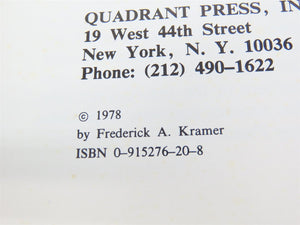 QUADRANT PRESS, IN
19 West 44th Street
New York, N. Y. 10036
Phone: (212) 490-1622
© 1978
by Frederick A. Kramer
ISBN 0-915276-20-8